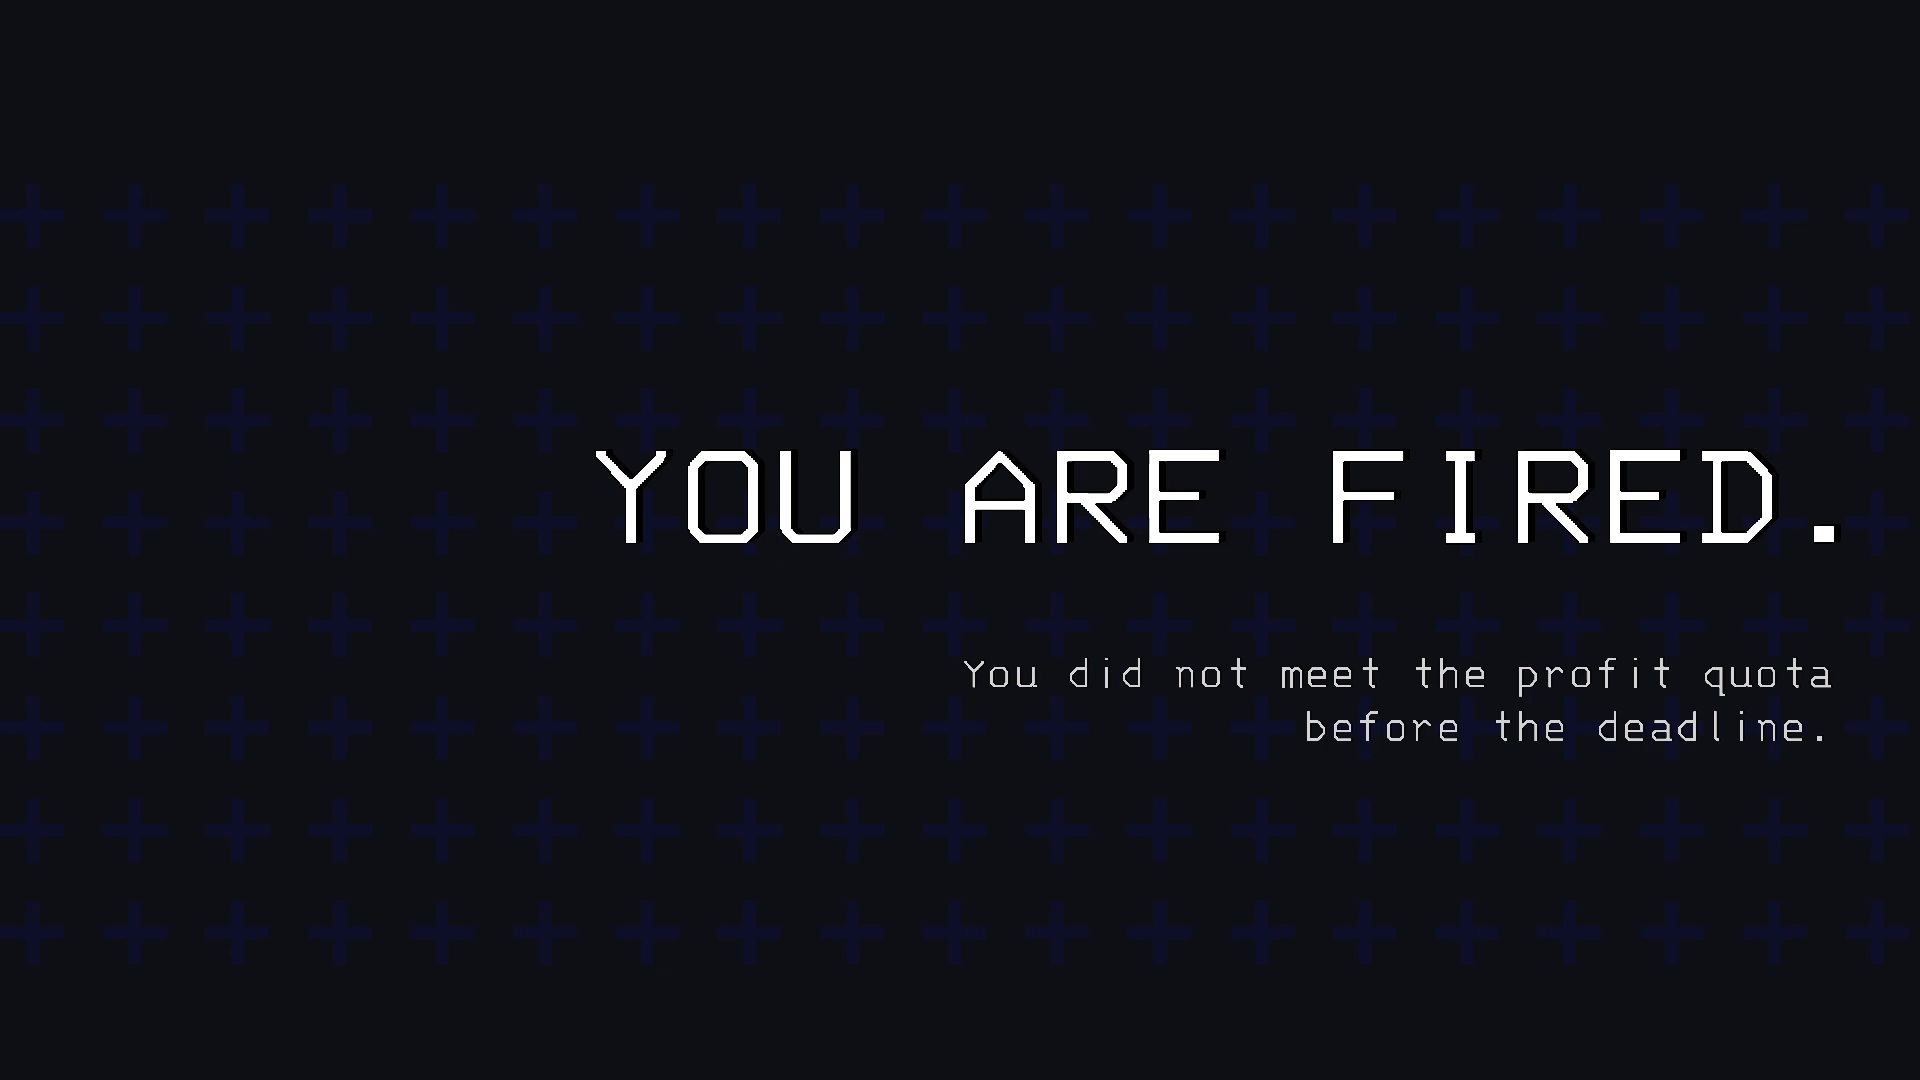 YOU ARE FIRED.
You did not meet the profit quota
before the deadline.